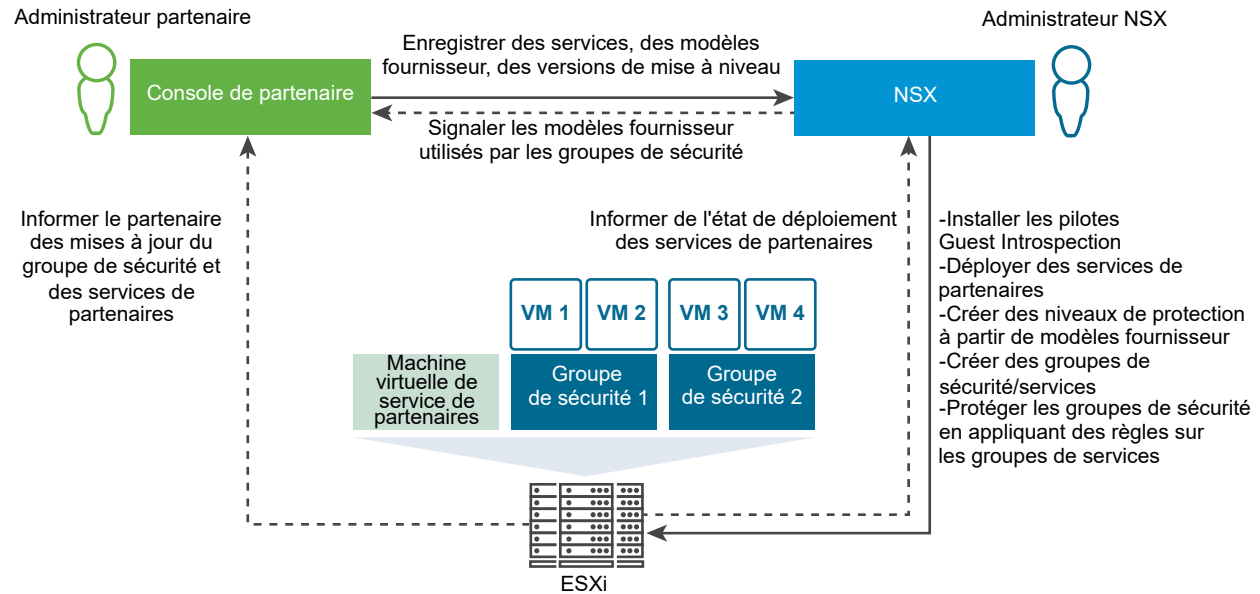 Administrateur partenaire
Administrateur NSX
Console de partenaire
Enregistrer des services, des modèles
fournisseur, des versions de mise à niveau
NSX
Signaler les modèles fournisseur
utilisés par les groupes de sécurité
Informer le partenaire
des mises à jour du
groupe de sécurité et
des services de
partenaires
Informer de l'état de déploiement
des services de partenaires
-Installer les pilotes
Guest Introspection
-Déployer des services de
partenaires
-Créer des niveaux de protection
à partir de modèles fournisseur
-Créer des groupes de
sécurité/services
-Protéger les groupes de sécurité
en appliquant des règles sur
les groupes de services
VM 1
VM 2
VM 3
VM 4
Machine
virtuelle de
service de
partenaires
Groupe
de sécurité 1
Groupe
de sécurité 2
ESXi